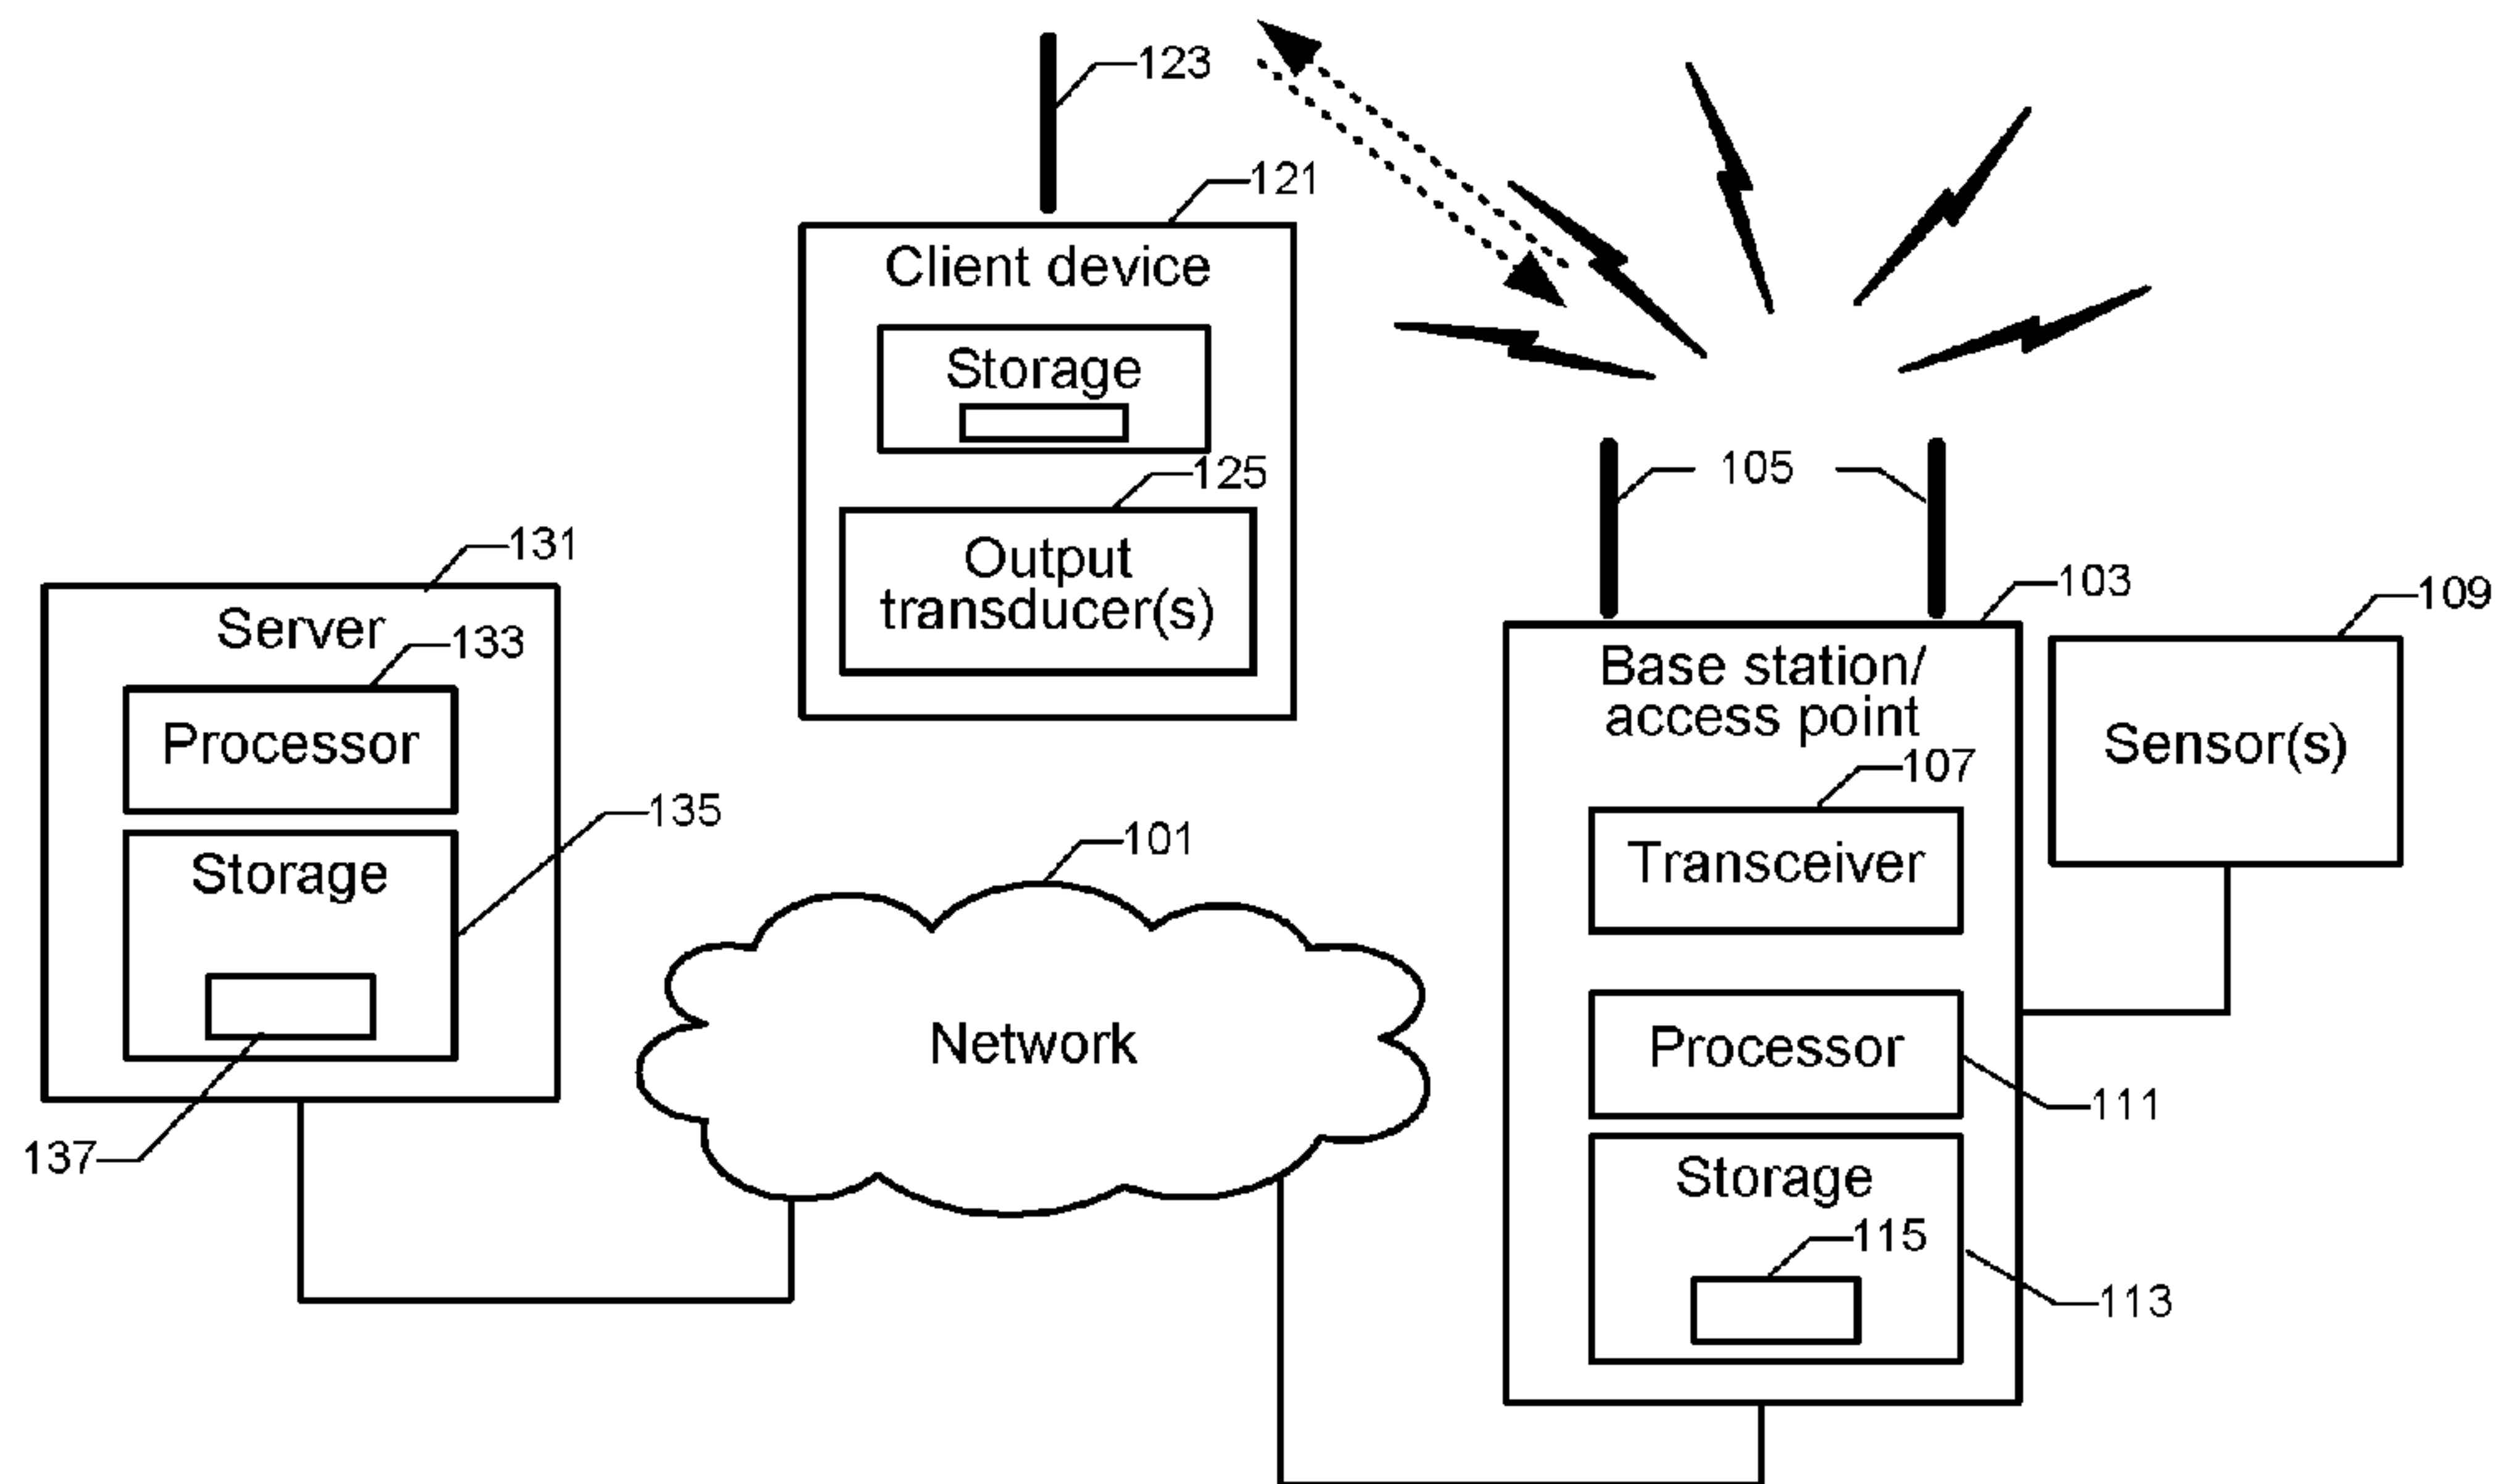 123
121
Client device
Storage
125
Output
transducer(s)
105
131
Server
133
Processor
135
Storage
137
101
Network
103
Base station/
access point
107
Transceiver
Processor
111
Storage
115
113
109
Sensor(s)